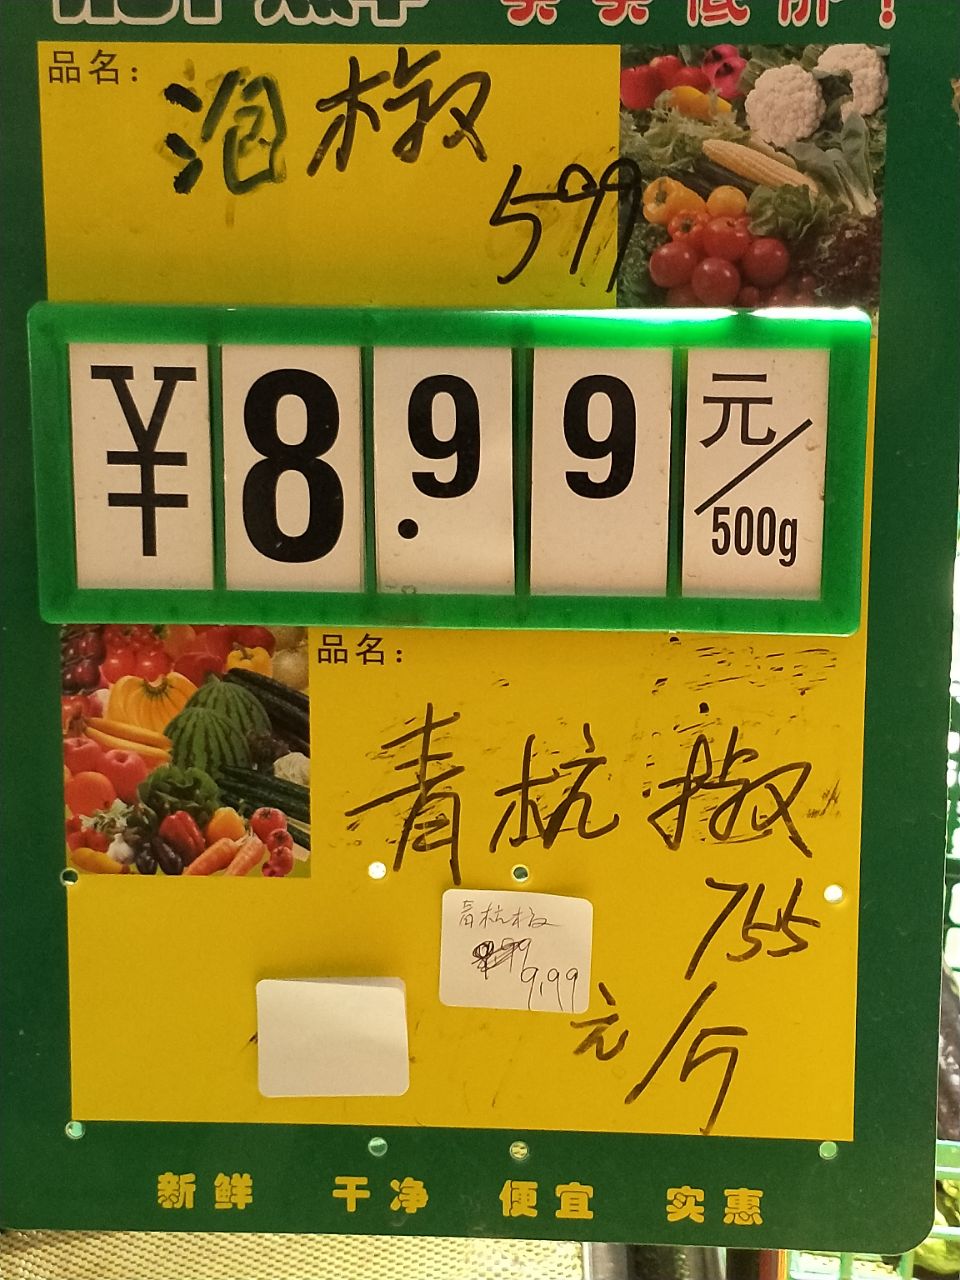 品名:
泡椒
599
¥8.99元/500g
品名:
青杭椒
755
元/斤
青杭椒
9.99
新鲜 干净 便宜 实惠